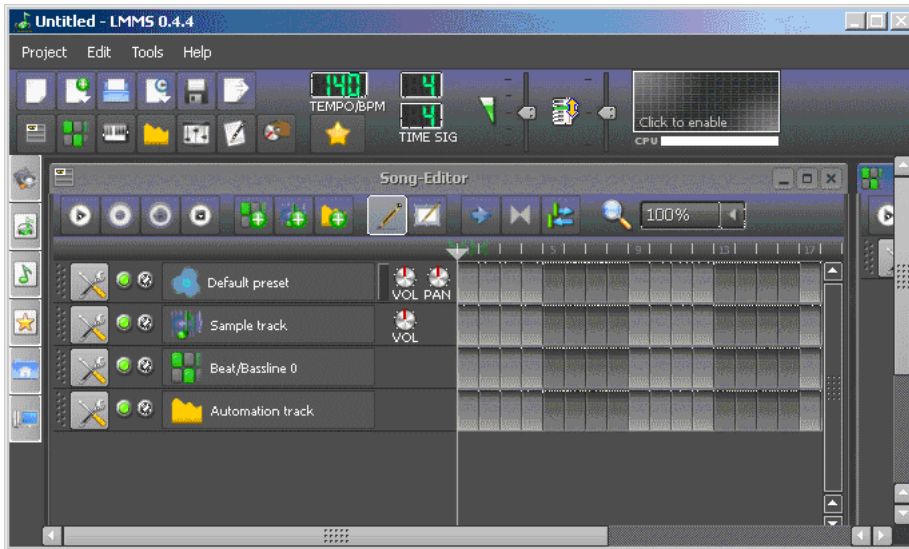 Untitled - LMMS 0.4.4
Project Edit Tools Help
140
TEMPO/BPM
4
4
TIME SIG
Click to enable
CPU
Song-Editor
100%
1 5 9 13 17
Default preset
VOL PAN
Sample track
VOL
Beat/Bassline 0
Automation track